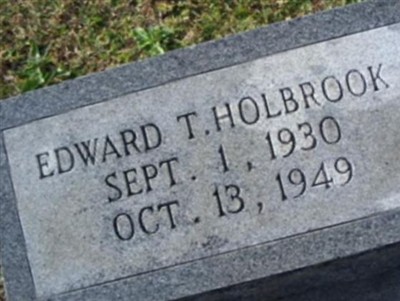 EDWARD T. HOLBROOK
SEPT. 1, 1930
OCT. 13, 1949